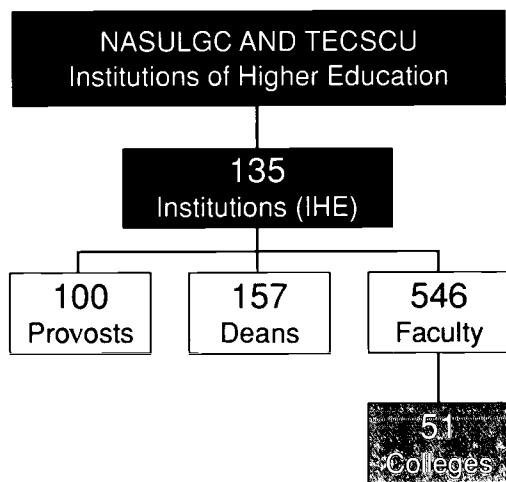 NASULGC AND TECSCU
Institutions of Higher Education
135
Institutions (IHE)
100
Provosts
157
Deans
546
Faculty
51
Colleges